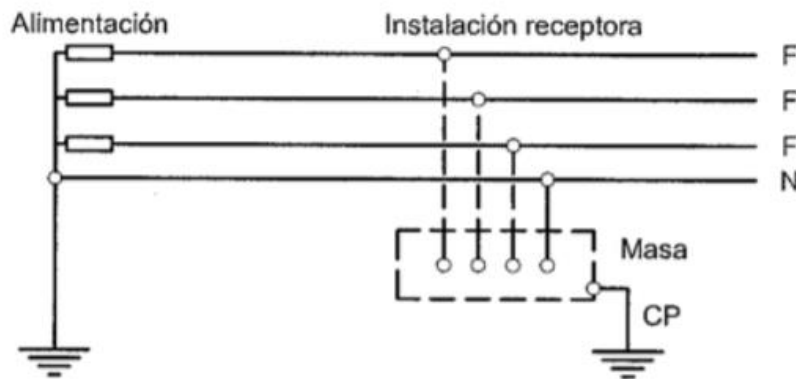 Alimentación
Instalación receptora
F
F
F
N
Masa
CP